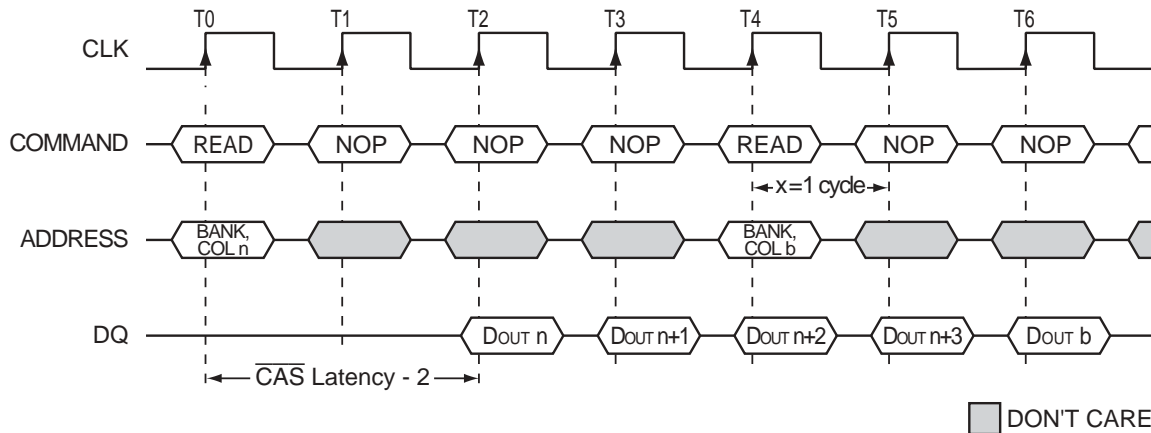 T0 T1 T2 T3 T4 T5 T6
CLK
COMMAND READ NOP NOP NOP READ NOP NOP
x=1 cycle
ADDRESS BANK, COL n BANK, COL b
DQ DOUT n DOUT n+1 DOUT n+2 DOUT n+3 DOUT b
CAS Latency - 2
DON'T CARE